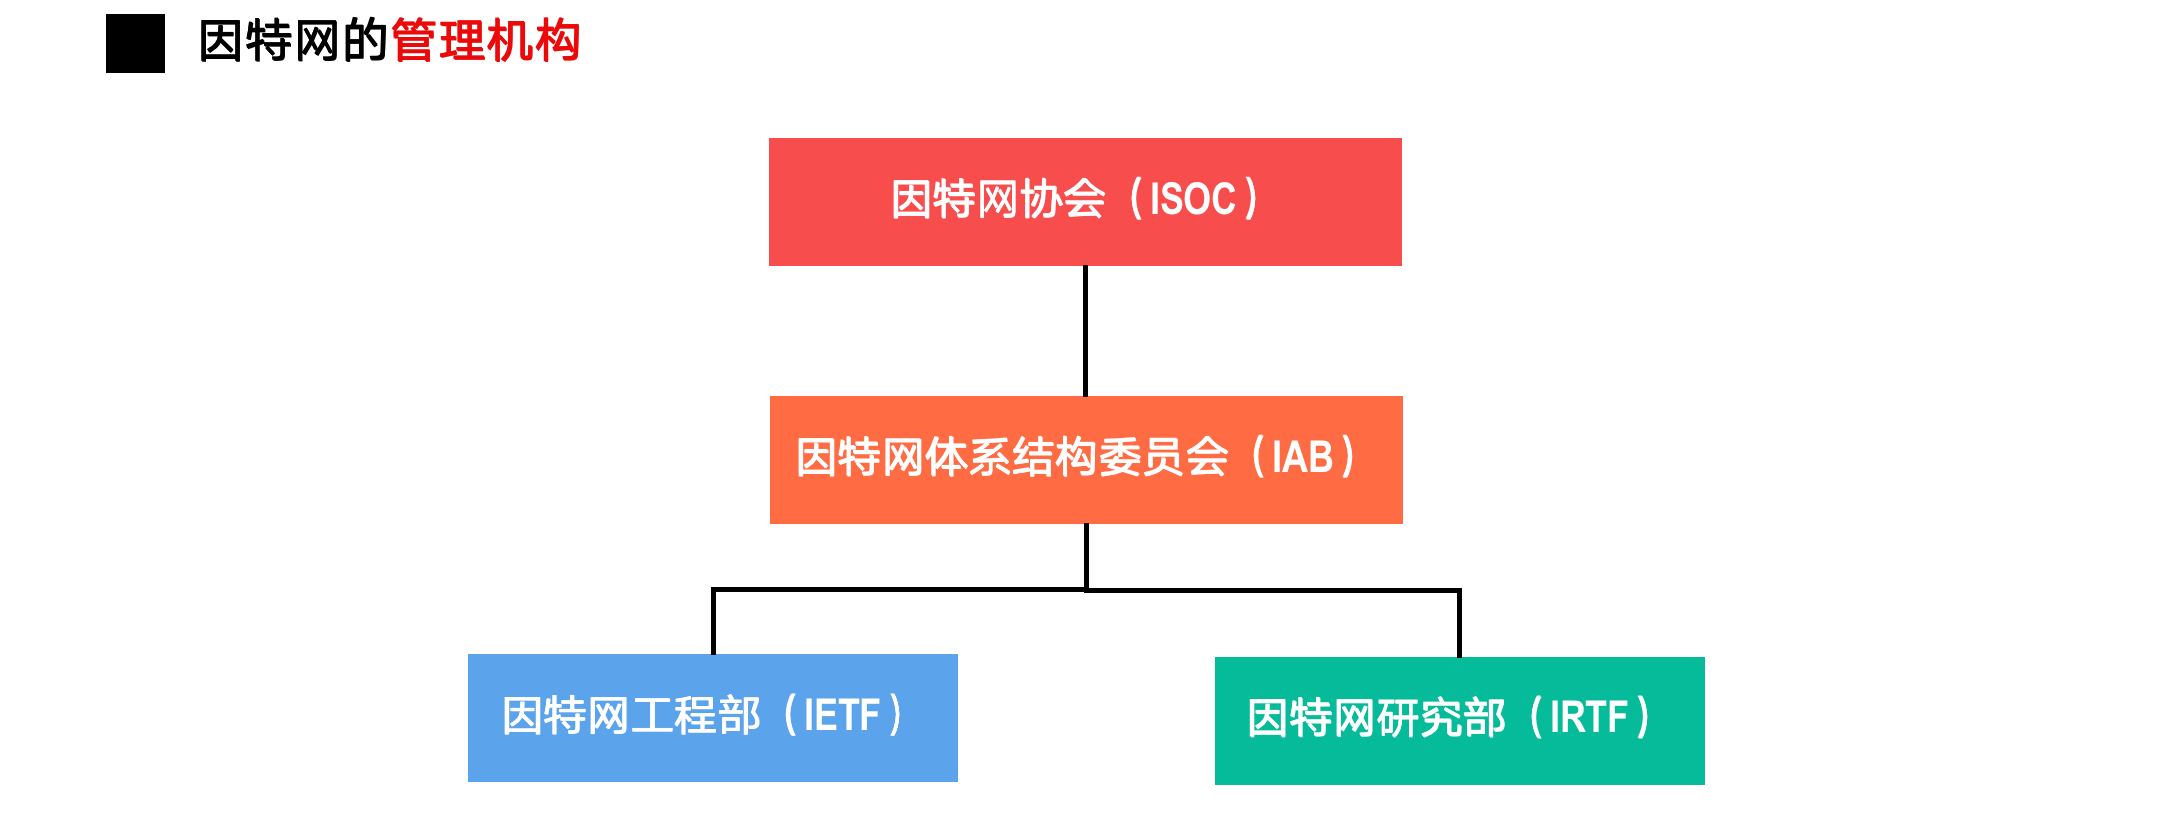 因特网的管理机构
因特网协会（ISOC）
因特网体系结构委员会（IAB）
因特网工程部（IETF）
因特网研究部（IRTF）